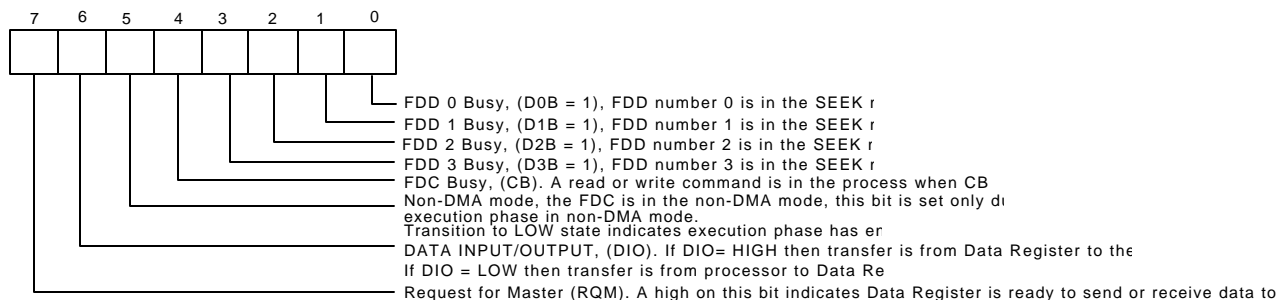 7 6 5 4 3 2 1 0
FDD 0 Busy, (D0B = 1), FDD number 0 is in the SEEK
FDD 1 Busy, (D1B = 1), FDD number 1 is in the SEEK
FDD 2 Busy, (D2B = 1), FDD number 2 is in the SEEK
FDD 3 Busy, (D3B = 1), FDD number 3 is in the SEEK
FDC Busy, (CB). A read or write command is in the process when CB
Non-DMA mode, the FDC is in the non-DMA mode, this bit is set only
execution phase in non-DMA mode.
Transition to LOW state indicates execution phase has
DATA INPUT/OUTPUT, (DIO). If DIO= HIGH then transfer is from Data Register to
If DIO = LOW then transfer is from processor to Data
Request for Master (RQM). A high on this bit indicates Data Register is ready to send or receive data to